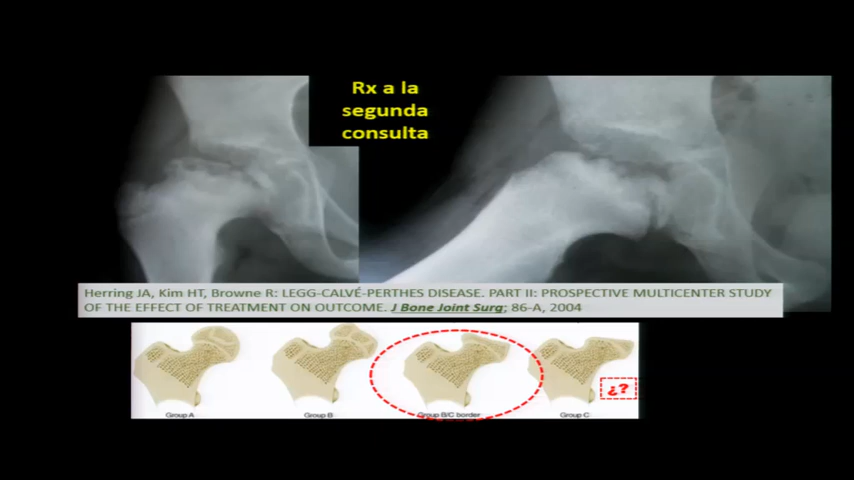 Rx a la
segunda
consulta
Herring JA, Kim HT, Browne R: LEGG-CALVÉ-PERTHES DISEASE. PART II: PROSPECTIVE MULTICENTER STUDY
OF THE EFFECT OF TREATMENT ON OUTCOME. J Bone Joint Surg; 86-A, 2004
Group A
Group B
Group B/C border
Group C
¿?